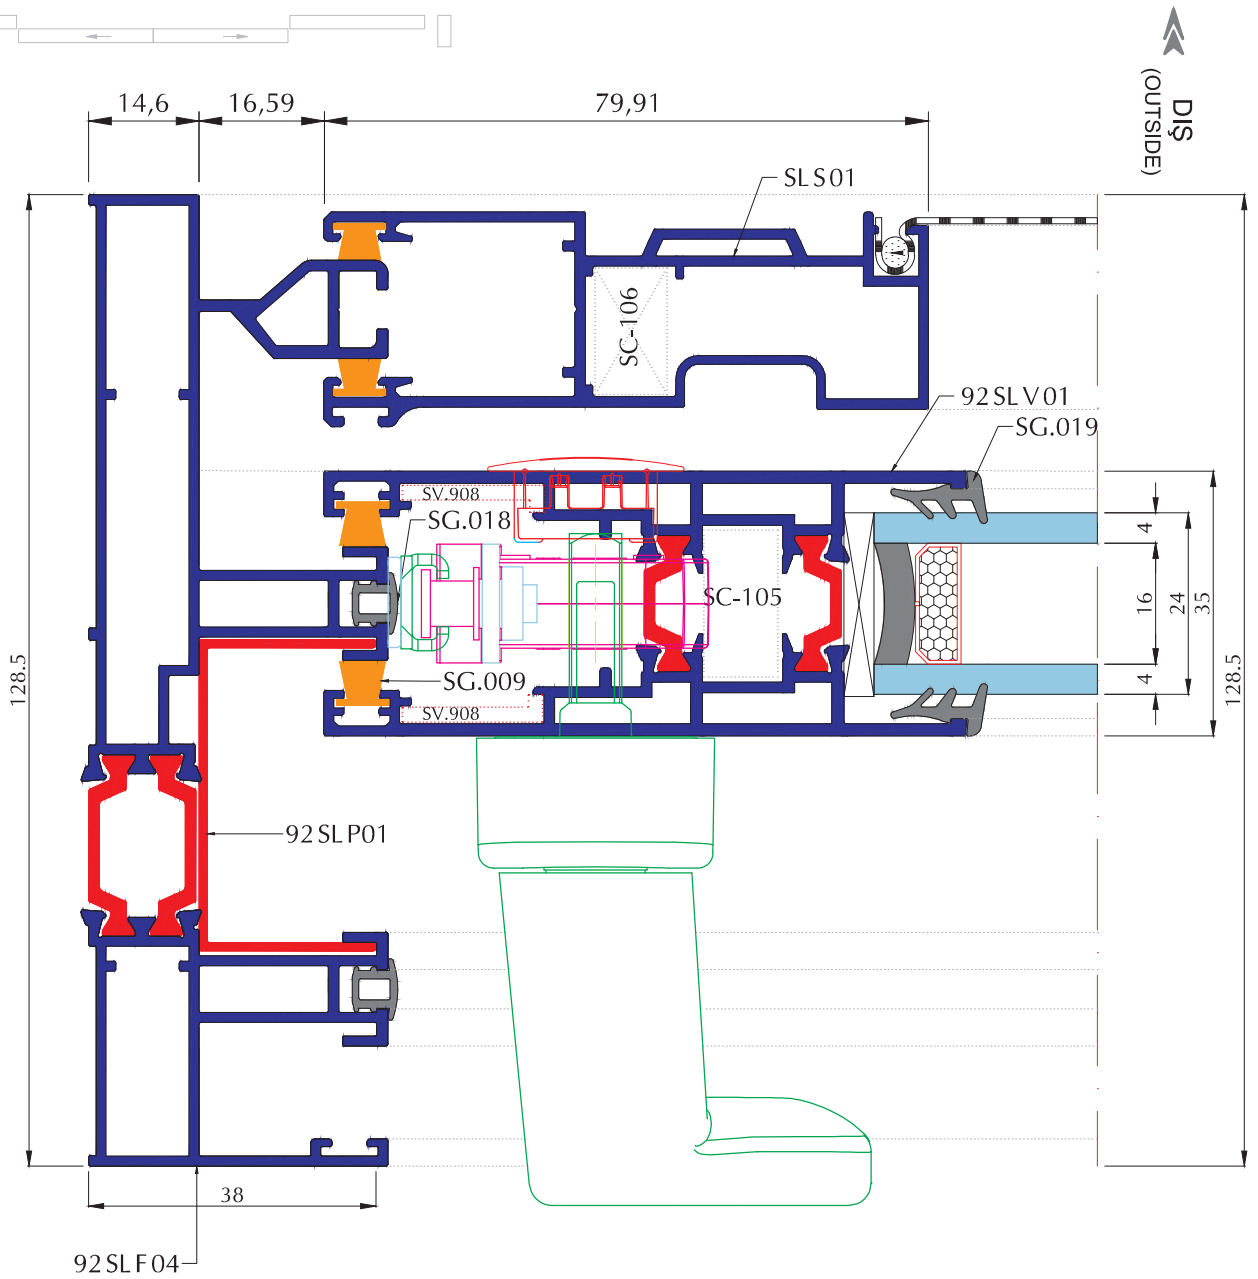 14,6
16,59
79,91
DIŞ
(OUTSIDE)
SLS01
SC-106
92SLV01
SG.019
SV.908
SG.018
SC-105
SG.009
SV.908
4
16
4
24
35
128.5
128.5
92SLP01
38
92SLF04